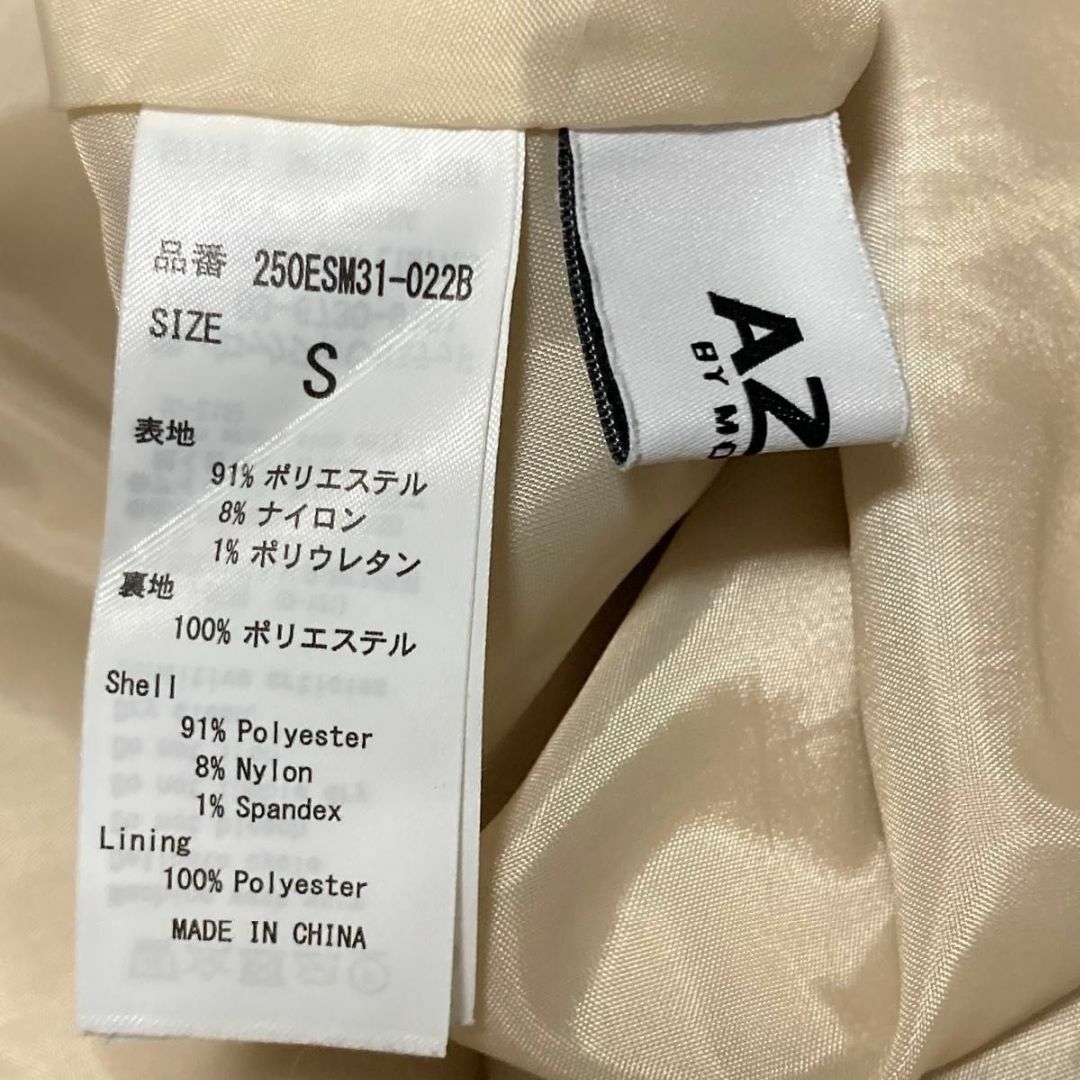 品番 250ESM31-022B
SIZE
S
表地
91% ポリエステル
8% ナイロン
1% ポリウレタン
裏地
100% ポリエステル
Shell
91% Polyester
8% Nylon
1% Spandex
Lining
100% Polyester
MADE IN CHINA
AZ
BY MO